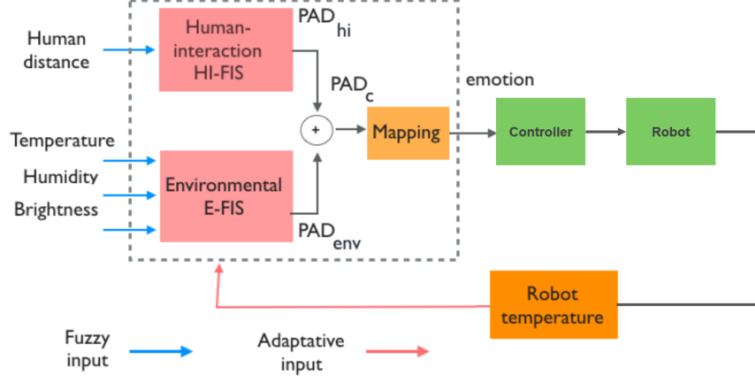 PAD
hi
Human-
interaction
HI-FIS
Human
distance
PAD
c
emotion
+
Mapping
Controller
Robot
Temperature
Humidity
Brightness
Environmental
E-FIS
PAD
env
Robot
temperature
Fuzzy
input
Adaptative
input